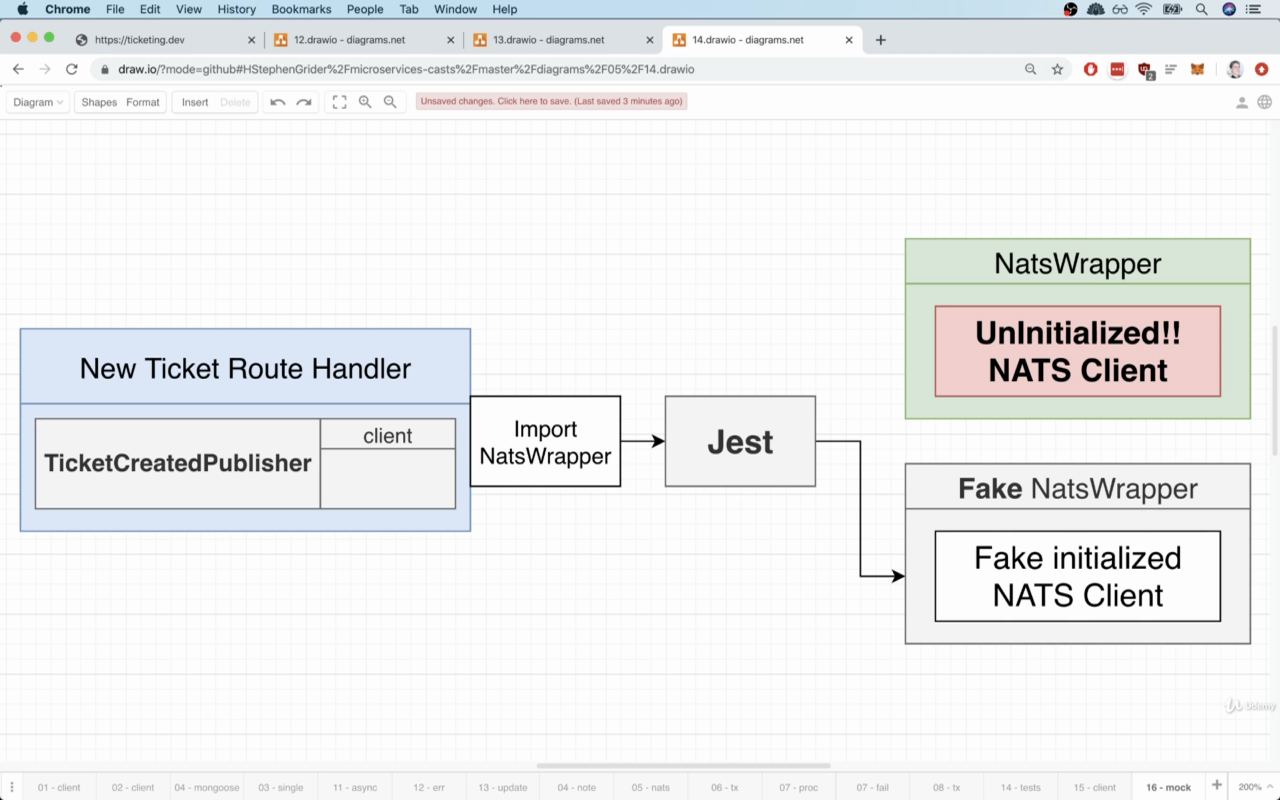 Chrome File Edit View History Bookmarks People Tab Window Help
https://ticketing.dev
12.drawio - diagrams.net
13.drawio - diagrams.net
14.drawio - diagrams.net
draw.io/?mode=github#HStephenGrider%2Fmicroservices-casts%2Fmaster%2Fdiagrams%2F05%2F14.drawio
2
Diagram Shapes Format Insert Delete
Unsaved changes. Click here to save. (Last saved 3 minutes ago)
NatsWrapper
UnInitialized!!
NATS Client
New Ticket Route Handler
TicketCreatedPublisher
client
Import
NatsWrapper
Jest
Fake NatsWrapper
Fake initialized
NATS Client
Udemy
01 - client 02 - client 04 - mongoose 03 - single 11 - async 12 - err 13 - update 04 - note 05 - nats 06 - tx 07 - proc 07 - fail 08 - tx 14 - tests 15 - client 16 - mock 200%